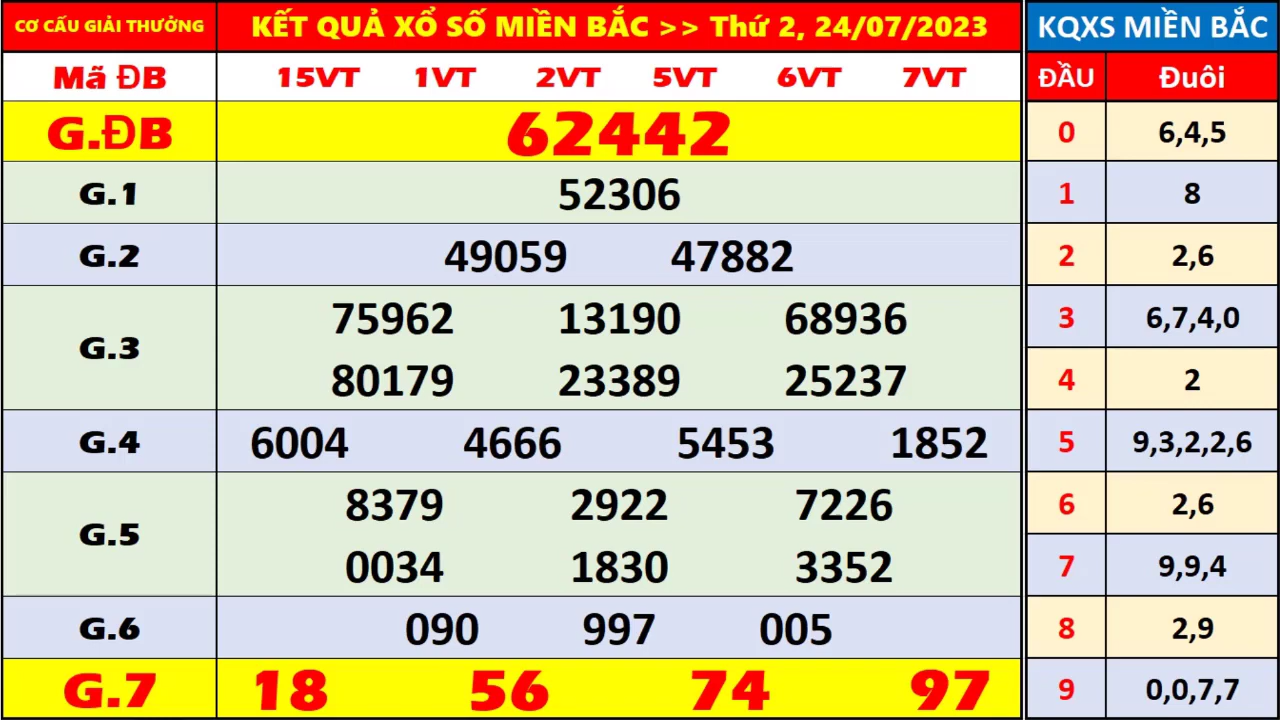 CƠ CẤU GIẢI THƯỞNG
KẾT QUẢ XỔ SỐ MIỀN BẮC >> Thứ 2, 24/07/2023
Mã ĐB 15VT 1VT 2VT 5VT 6VT 7VT
G.ĐB 62442
G.1 52306
G.2 49059 47882
G.3
75962 13190 68936
80179 23389 25237
G.4 6004 4666 5453 1852
G.5
8379 2922 7226
0034 1830 3352
G.6 090 997 005
G.7 18 56 74 97
KQXS MIỀN BẮC
ĐẦU Đuôi
0 6,4,5
1 8
2 2,6
3 6,7,4,0
4 2
5 9,3,2,2,6
6 2,6
7 9,9,4
8 2,9
9 0,0,7,7